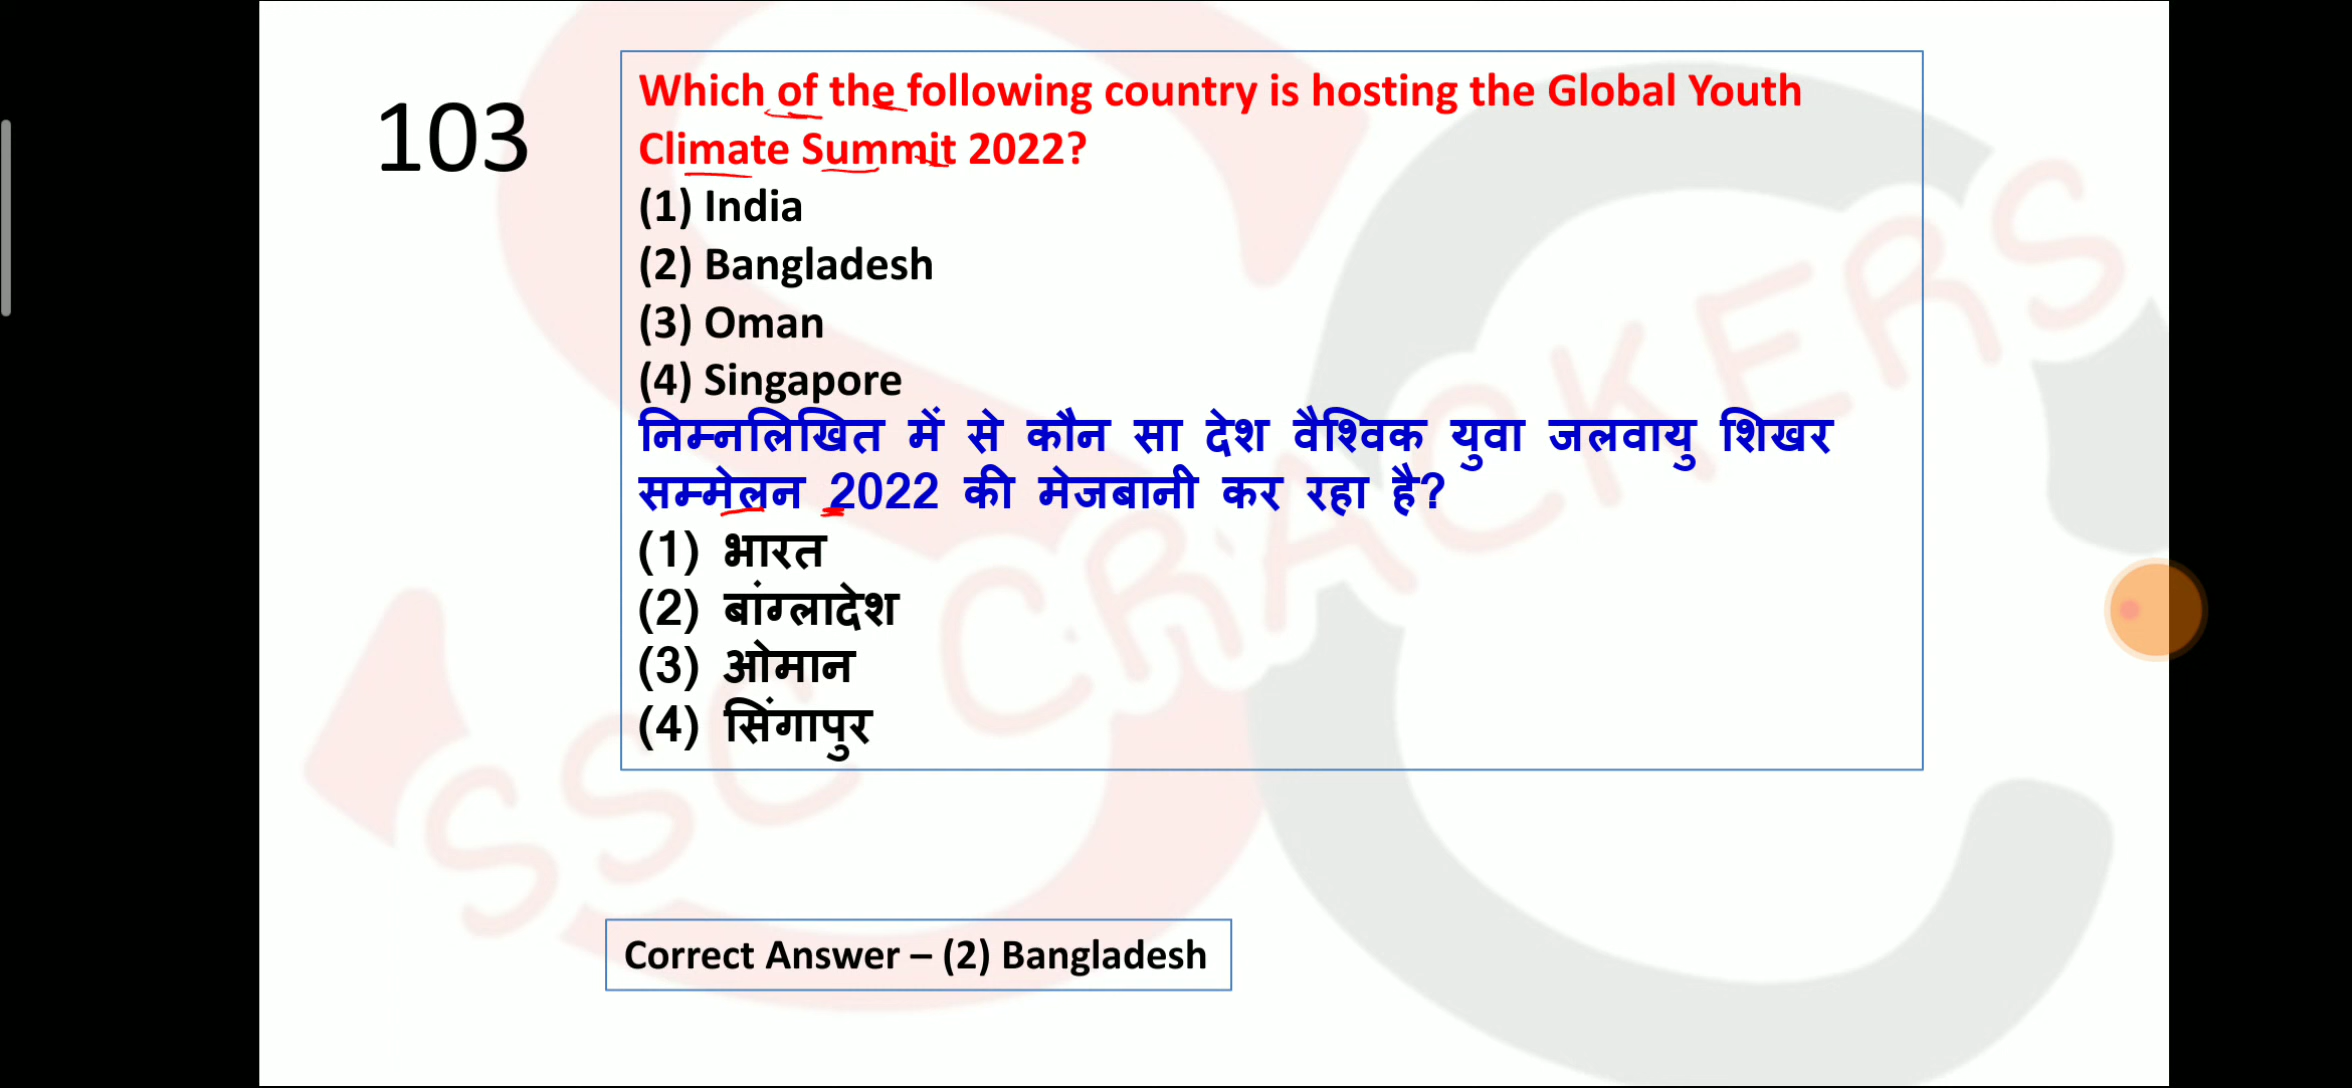 103
Which of the following country is hosting the Global Youth
Climate Summit 2022?
(1) India
(2) Bangladesh
(3) Oman
(4) Singapore
निम्नलिखित में से कौन सा देश वैश्विक युवा जलवायु शिखर
सम्मेलन 2022 की मेजबानी कर रहा है?
(1) भारत
(2) बांग्लादेश
(3) ओमान
(4) सिंगापुर
SSC CRACKERS
Correct Answer – (2) Bangladesh